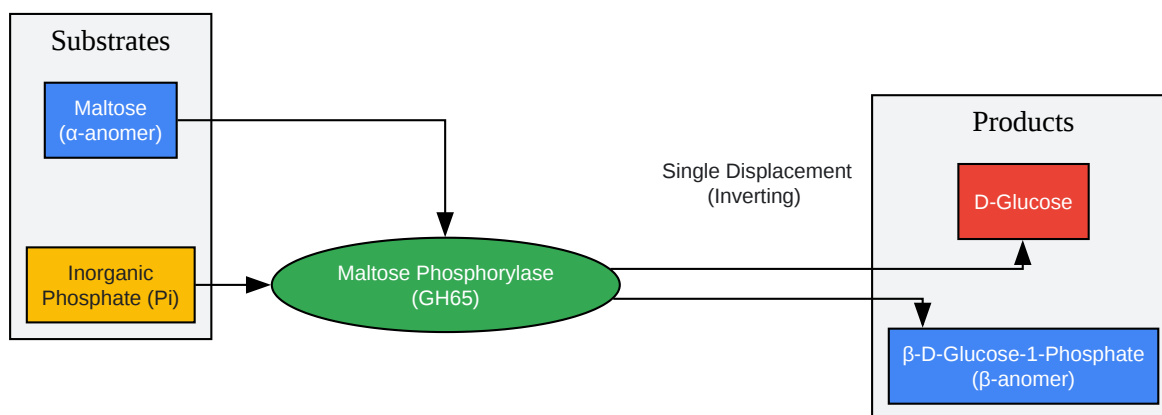 Substrates
Maltose
(α-anomer)
Inorganic
Phosphate (Pi)
Maltose Phosphorylase
(GH65)
Single Displacement
(Inverting)
Products
D-Glucose
β-D-Glucose-1-Phosphate
(β-anomer)